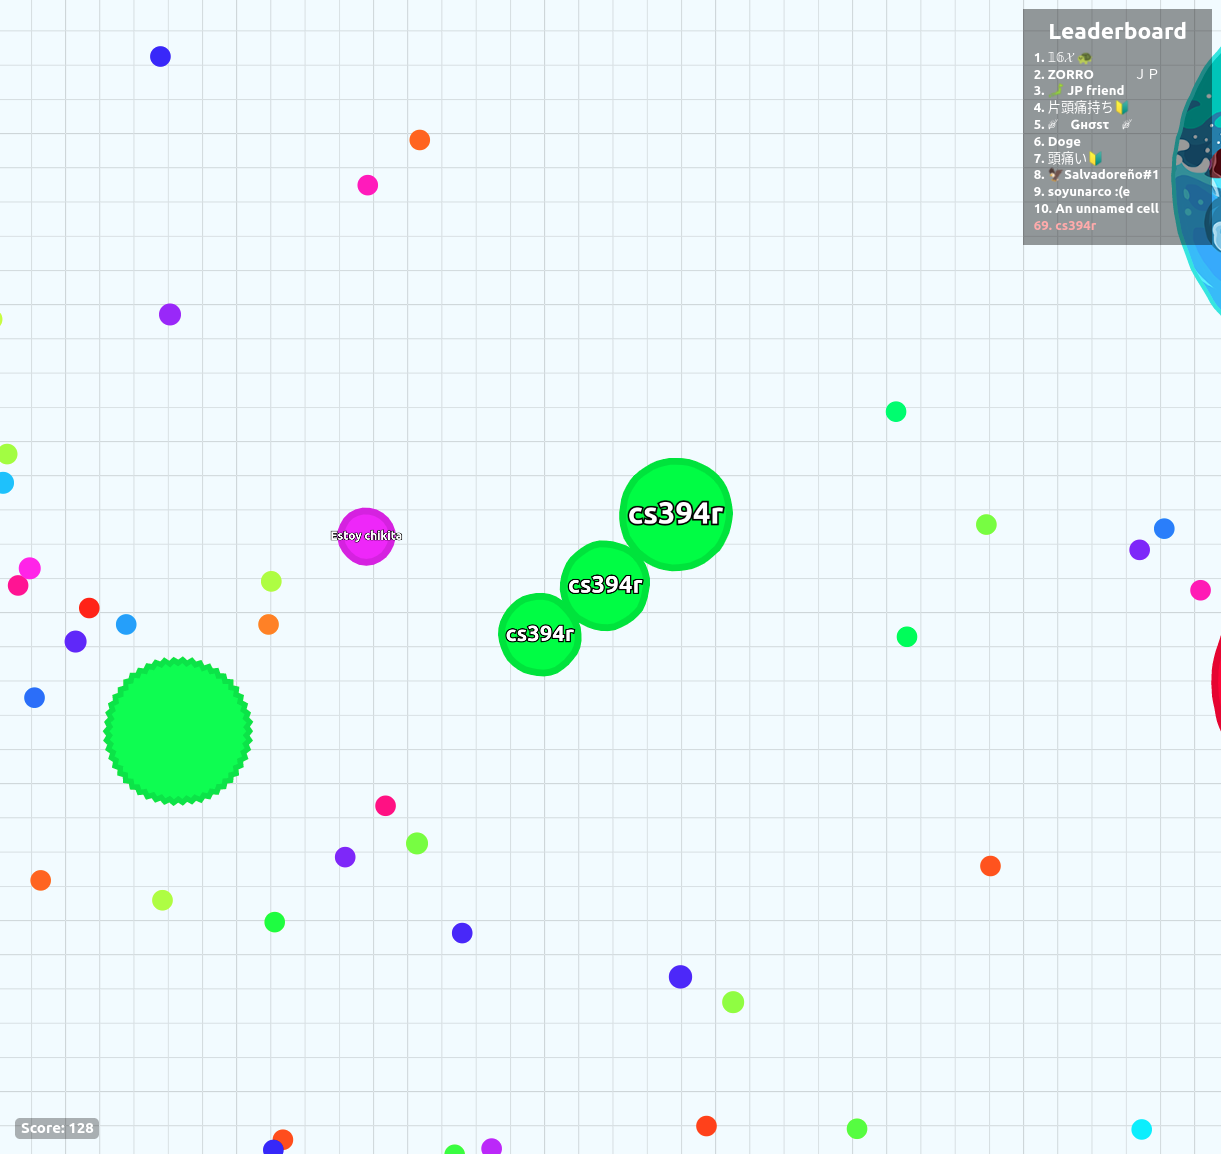 Leaderboard
1. 𝟙𝟞.𝑋 🐢
2. ZORRO ＪＰ
3. JP friend
4. 片頭痛持ち🔰
5. Gнσѕт
6. Doge
7. 頭痛い🔰
8. 🦅Salvadoreño#1
9. soyunarco :(e
10. An unnamed cell
69. cs394r
cs394r
Estoy chikita
cs394r
cs394r
Score: 128